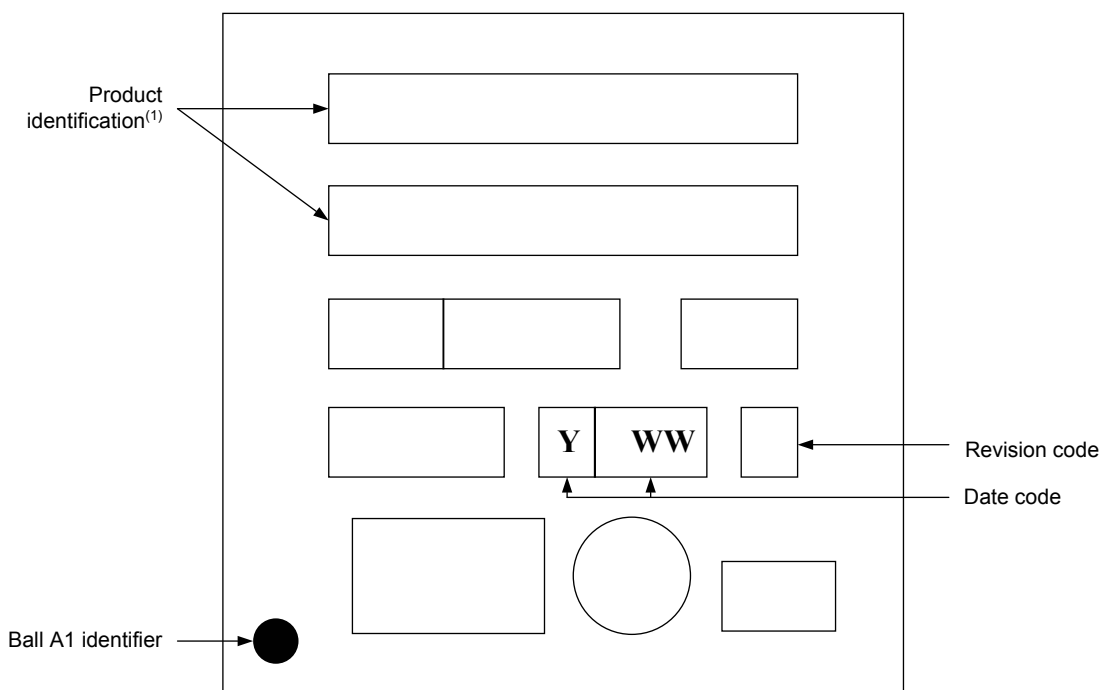 Product
identification(1)
Y WW
Revision code
Date code
Ball A1 identifier